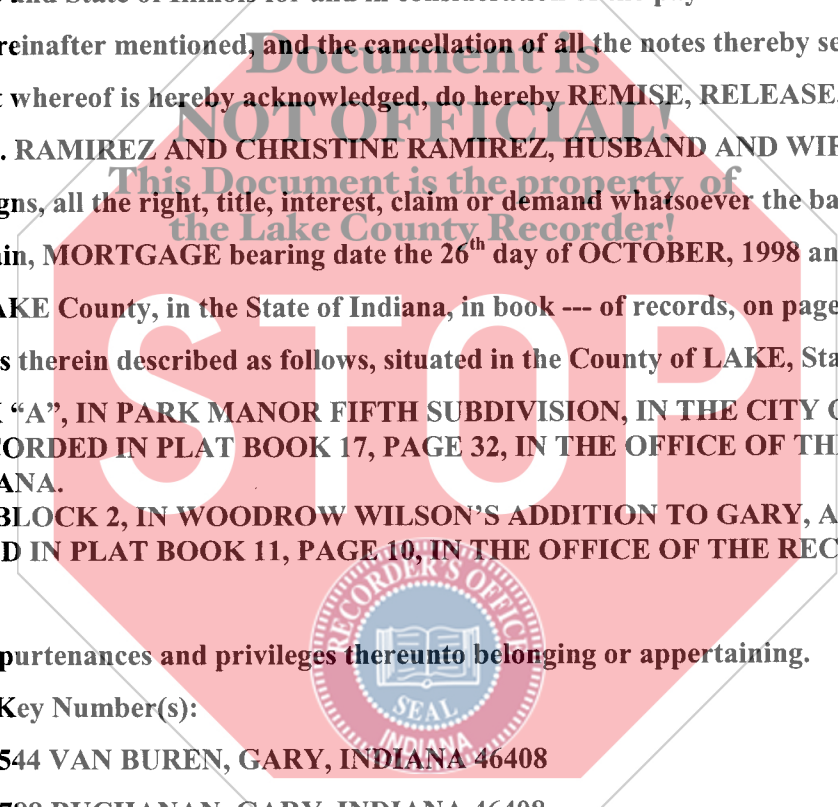 and State of Illinois for and in consideration of the pay
reinafter mentioned, and the cancellation of all the notes thereby se
Document is
t whereof is hereby acknowledged, do hereby REMISE, RELEASE,
NOT OFFICIAL!
. RAMIREZ AND CHRISTINE RAMIREZ, HUSBAND AND WIF
This Document is the property of
gns, all the right, title, interest, claim or demand whatsoever the ba
the Lake County Recorder!
in, MORTGAGE bearing date the 26th day of OCTOBER, 1998 an
AKE County, in the State of Indiana, in book --- of records, on page
s therein described as follows, situated in the County of LAKE, Sta
STOP
“A”, IN PARK MANOR FIFTH SUBDIVISION, IN THE CITY O
CORDED IN PLAT BOOK 17, PAGE 32, IN THE OFFICE OF TH
ANA.
BLOCK 2, IN WOODROW WILSON’S ADDITION TO GARY, A
D IN PLAT BOOK 11, PAGE 10, IN THE OFFICE OF THE REC
RECORDER'S OFFICE
purtenances and privileges thereunto belonging or appertaining.
SEAL
Key Number(s):
INDIANA
544 VAN BUREN, GARY, INDIANA 46408
BUCHANAN, GARY, INDIANA 46408